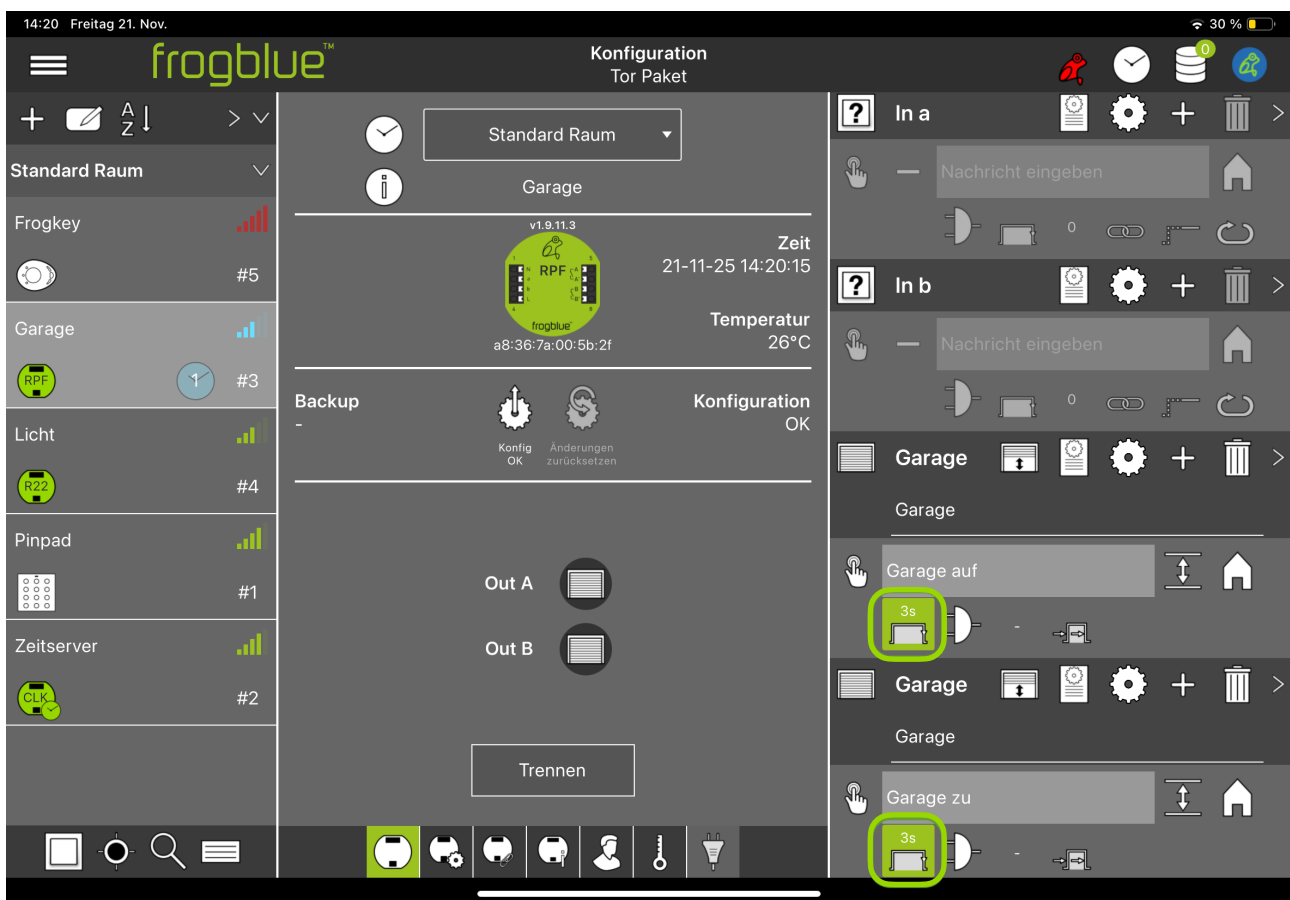 14:20 Freitag 21. Nov.
30 %
frogblue™
Konfiguration
Tor Paket
0
A
Z
Standard Raum
Frogkey
#5
Garage
RPF
1
#3
Licht
R22
#4
Pinpad
#1
Zeitserver
CLK
#2
Standard Raum
i
Garage
v1.9.11.3
RPF
frogblue
a8:36:7a:00:5b:2f
Zeit
21-11-25 14:20:15
Temperatur
26°C
Backup
-
Konfig
OK
Änderungen
zurücksetzen
Konfiguration
OK
Out A
Out B
Trennen
? In a
Nachricht eingeben
0
? In b
Nachricht eingeben
0
Garage
Garage
Garage auf
3s
-
Garage
Garage
Garage zu
3s
-